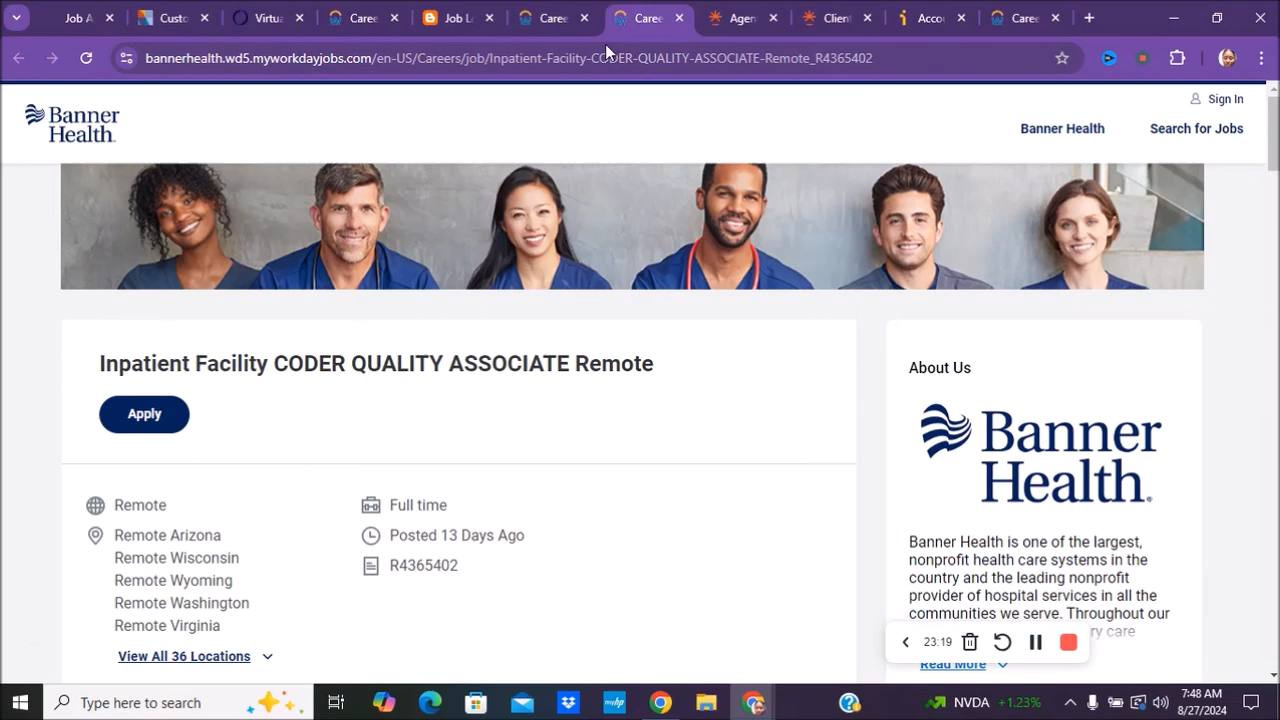 Job A
Custo
Virtua
Caree
Job L
Caree
Caree
Agen
Client
Acco
Caree
bannerhealth.wd5.myworkdayjobs.com/en-US/Careers/job/Inpatient-Facility-CODER-QUALITY-ASSOCIATE-Remote_R4365402
Banner
Health.
Sign In
Banner Health
Search for Jobs
Inpatient Facility CODER QUALITY ASSOCIATE Remote
Apply
Remote
Remote Arizona
Remote Wisconsin
Remote Wyoming
Remote Washington
Remote Virginia
View All 36 Locations
Full time
Posted 13 Days Ago
R4365402
About Us
Banner
Health.
Banner Health is one of the largest,
nonprofit health care systems in the
country and the leading nonprofit
provider of hospital services in all the
communities we serve. Throughout our
care
Read More
23:19
Type here to search
NVDA +1.23%
7:48 AM
8/27/2024